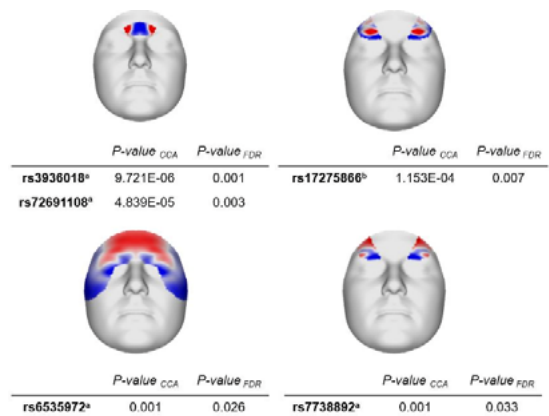 P-value CCA P-value FDR
rs3936018ᵃ 9.721E-06 0.001
rs72691108ᵃ 4.839E-05 0.003
P-value CCA P-value FDR
rs17275866ᵇ 1.153E-04 0.007
P-value CCA P-value FDR
rs6535972ᵃ 0.001 0.026
P-value CCA P-value FDR
rs7738892ᵃ 0.001 0.033